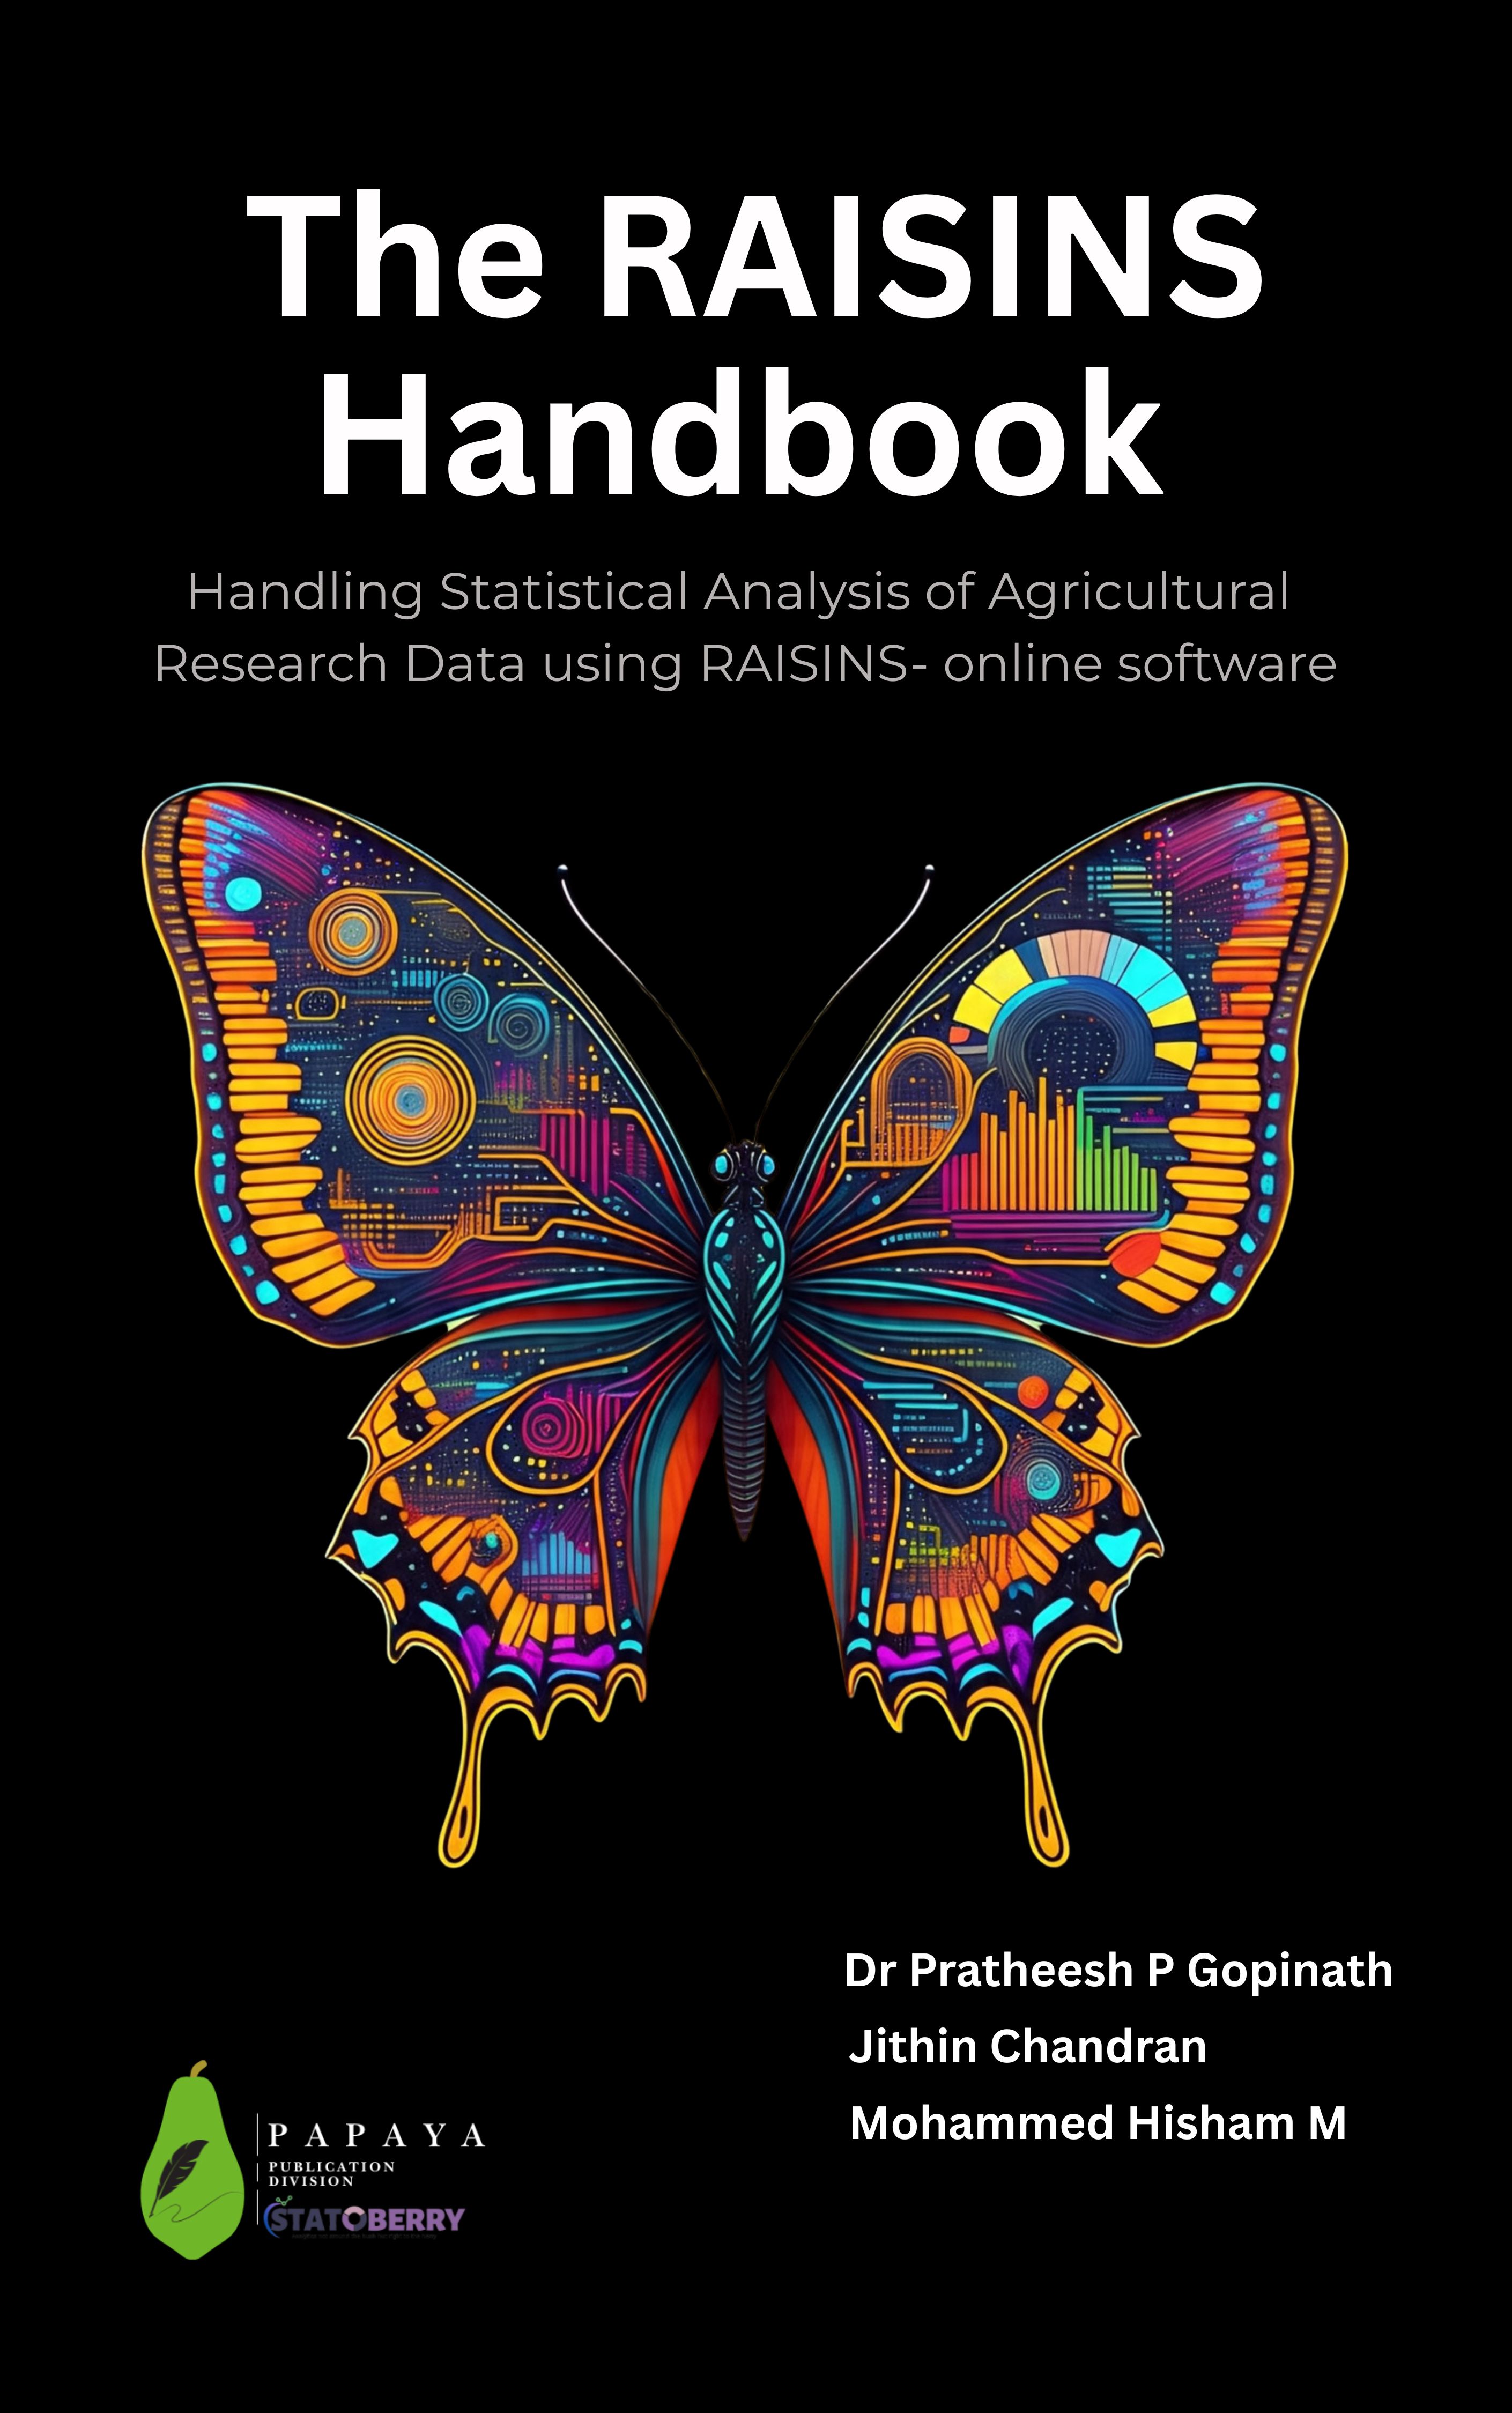 The RAISINS
Handbook
Handling Statistical Analysis of Agricultural
Research Data using RAISINS- online software
Dr Pratheesh P Gopinath
Jithin Chandran
Mohammed Hisham M
PAPAYA
PUBLICATION
DIVISION
STATOBERRY